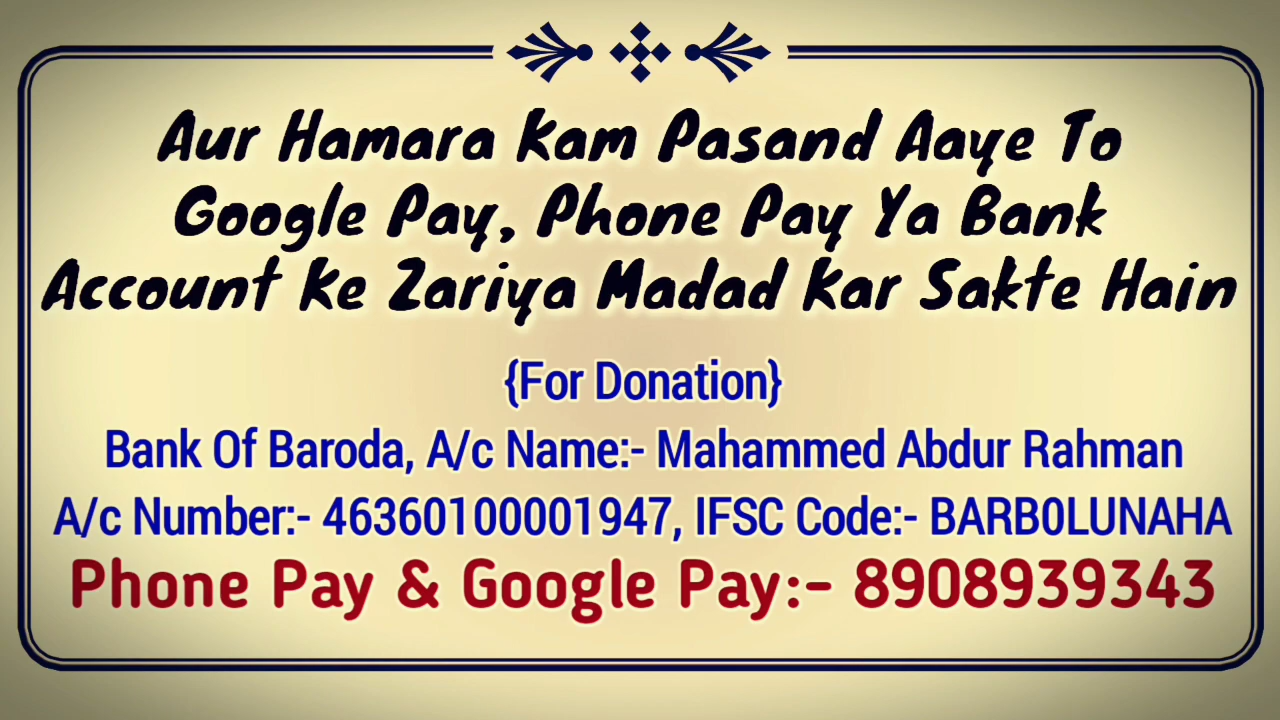 Aur Hamara Kam Pasand Aaye To
Google Pay, Phone Pay Ya Bank
Account Ke Zariya Madad Kar Sakte Hain
{For Donation}
Bank Of Baroda, A/c Name:- Mahammed Abdur Rahman
A/c Number:- 46360100001947, IFSC Code:- BARB0LUNAHA
Phone Pay & Google Pay:- 8908939343